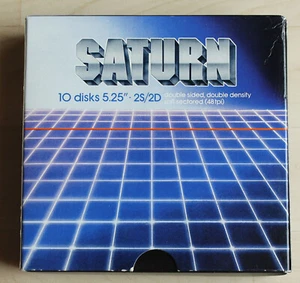 SATURN
10 disks 5.25"- 2S/2D
double sided, double density
soft sectored (48tpi)